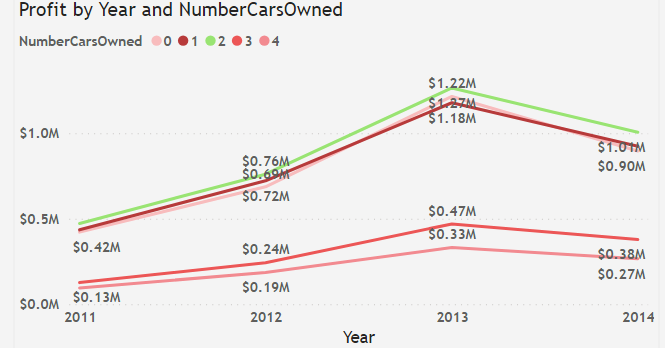 Profit by Year and NumberCarsOwned
NumberCarsOwned 0 1 2 3 4
$1.22M
$1.27M
$1.18M
$1.0M
$1.01M
$0.90M
$0.76M
$0.69M
$0.72M
$0.5M
$0.47M
$0.33M
$0.42M
$0.24M
$0.38M
$0.27M
$0.19M
$0.13M
$0.0M
2011 2012 2013 2014
Year